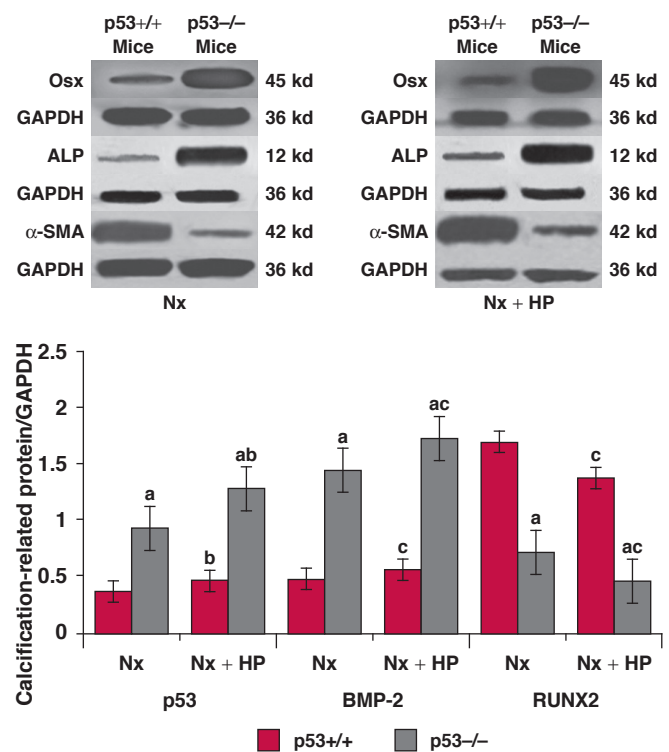 p53+/+ Mice p53–/– Mice p53+/+ Mice p53–/– Mice
Osx 45 kd Osx 45 kd
GAPDH 36 kd GAPDH 36 kd
ALP 12 kd ALP 12 kd
GAPDH 36 kd GAPDH 36 kd
α-SMA 42 kd α-SMA 42 kd
GAPDH 36 kd GAPDH 36 kd
Nx Nx + HP
Calcification-related protein/GAPDH
2.5
2
1.5
1
0.5
0
a b ab a c ac a c ac
Nx Nx + HP Nx Nx + HP Nx Nx + HP
p53 BMP-2 RUNX2
p53+/+ p53–/–